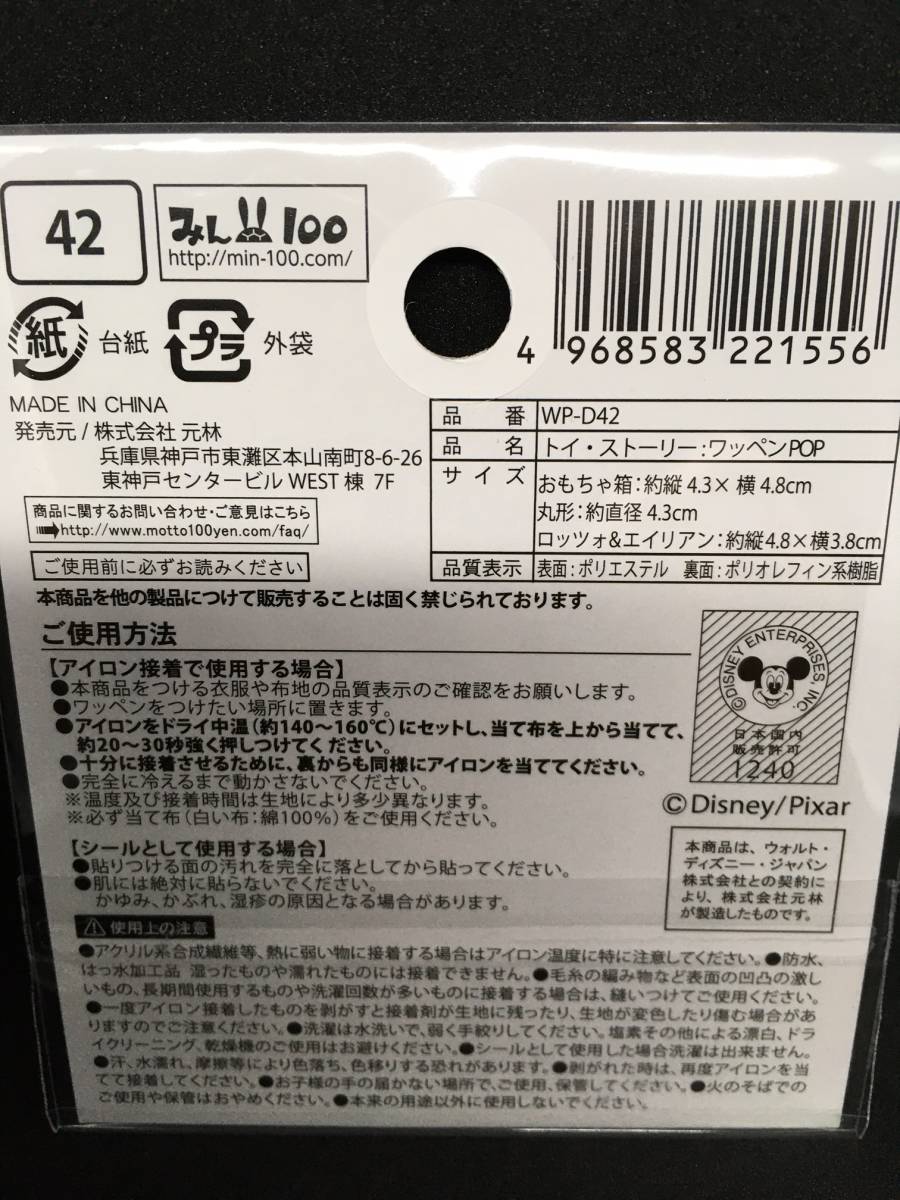 42
みん100
http://min-100.com/
紙 台紙
プラ 外袋
4 968583 221556
MADE IN CHINA
発売元/株式会社 元林
兵庫県神戸市東灘区本山南町8-6-26
東神戸センタービル WEST 棟 7F
商品に関するお問い合わせ・ご意見はこちら
➡http://www.motto100yen.com/faq/
ご使用前に必ずお読みください
品番 WP-D42
品名 トイ・ストーリー:ワッペンPOP
サイズ おもちゃ箱:約縦 4.3× 横 4.8cm
丸形:約直径 4.3cm
ロッツォ&エイリアン:約縦4.8×横3.8cm
品質表示 表面:ポリエステル 裏面:ポリオレフィン系樹脂
本商品を他の製品につけて販売することは固く禁じられております。
ご使用方法
【アイロン接着で使用する場合】
●本商品をつける衣服や布地の品質表示のご確認をお願いします。
●ワッペンをつけたい場所に置きます。
●アイロンをドライ中温(約140〜160℃)にセットし、当て布を上から当てて、
約20〜30秒強く押しつけてください。
●十分に接着させるために、裏からも同様にアイロンを当ててください。
●完全に冷えるまで動かさないでください。
※温度及び接着時間は生地により多少異なります。
※必ず当て布(白い布:綿100%)をご使用ください。
【シールとして使用する場合】
●貼りつける面の汚れを完全に落としてから貼ってください。
●肌には絶対に貼らないでください。
かゆみ、かぶれ、湿疹の原因となる場合があります。
©DISNEY ENTERPRISES, INC.
日本国内
販売許可
1240
©Disney/Pixar
本商品は、ウォルト・
ディズニー・ジャパン
株式会社との契約に
より、株式会社元林
が製造したものです。
⚠使用上の注意
●アクリル系合成繊維等、熱に弱い物に接着する場合はアイロン温度に特に注意してください。●防水、
はっ水加工品 湿ったものや濡れたものには接着できません。●毛糸の編み物など表面の凹凸の激し
いもの、長期間使用するものや洗濯回数が多いものに接着する場合は、縫いつけてご使用ください。
●一度アイロン接着したものを剥がすと接着剤が生地に残ったり、生地が変色したり傷む場合があ
りますのでご注意ください。●洗濯は水洗いで、弱く手絞りしてください。塩素その他による漂白、ドラ
イクリーニング、乾燥機のご使用はお避けください。●シールとして使用した場合洗濯は出来ません。
●汗、水濡れ、摩擦等により色落ち、色移りする恐れがあります。●剥がれた時は、再度アイロンを当
てて接着してください。●お子様の手の届かない場所で、ご使用、保管してください。●火のそばでの
ご使用や保管はおやめください。●本来の用途以外に使用しないでください。